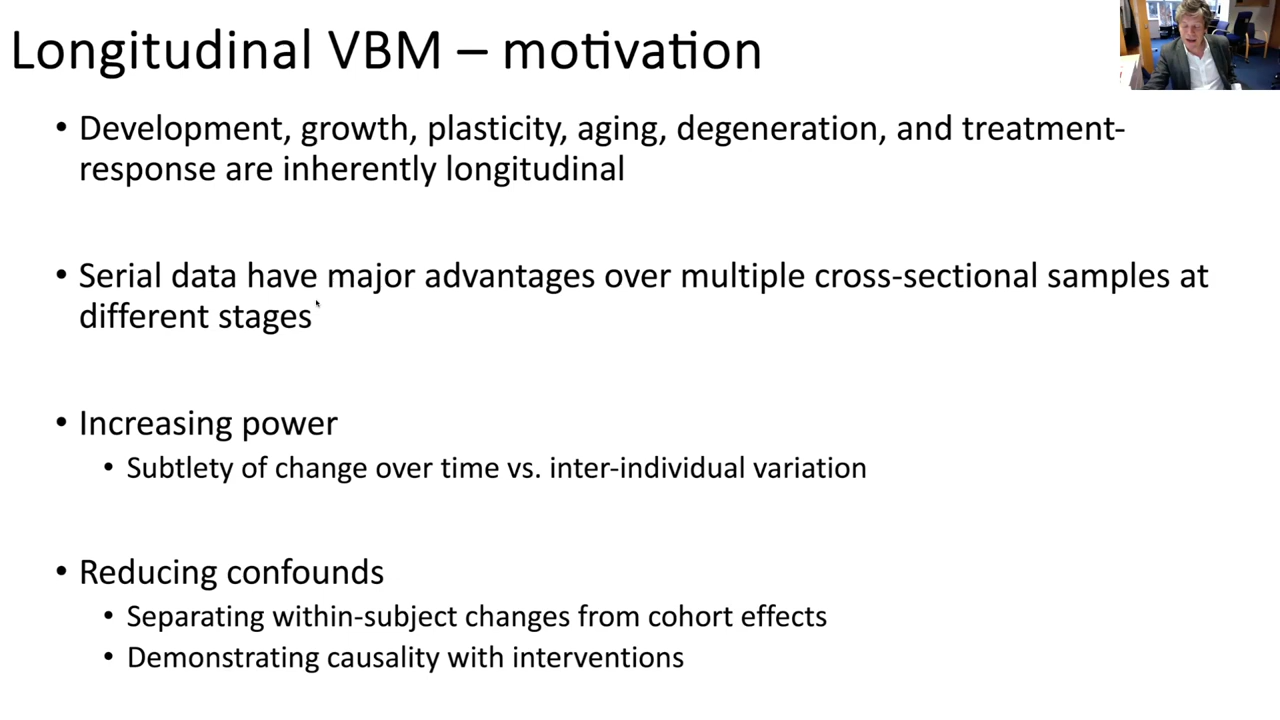 Longitudinal VBM – motivation
• Development, growth, plasticity, aging, degeneration, and treatment-
response are inherently longitudinal
• Serial data have major advantages over multiple cross-sectional samples at
different stages
• Increasing power
• Subtlety of change over time vs. inter-individual variation
• Reducing confounds
• Separating within-subject changes from cohort effects
• Demonstrating causality with interventions